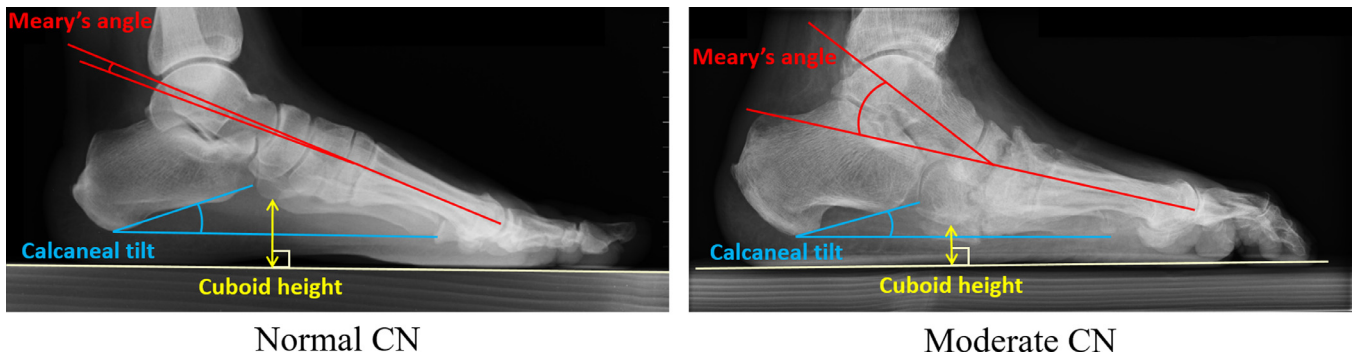 Meary's angle
Calcaneal tilt
Cuboid height
Normal CN
Meary's angle
Calcaneal tilt
Cuboid height
Moderate CN